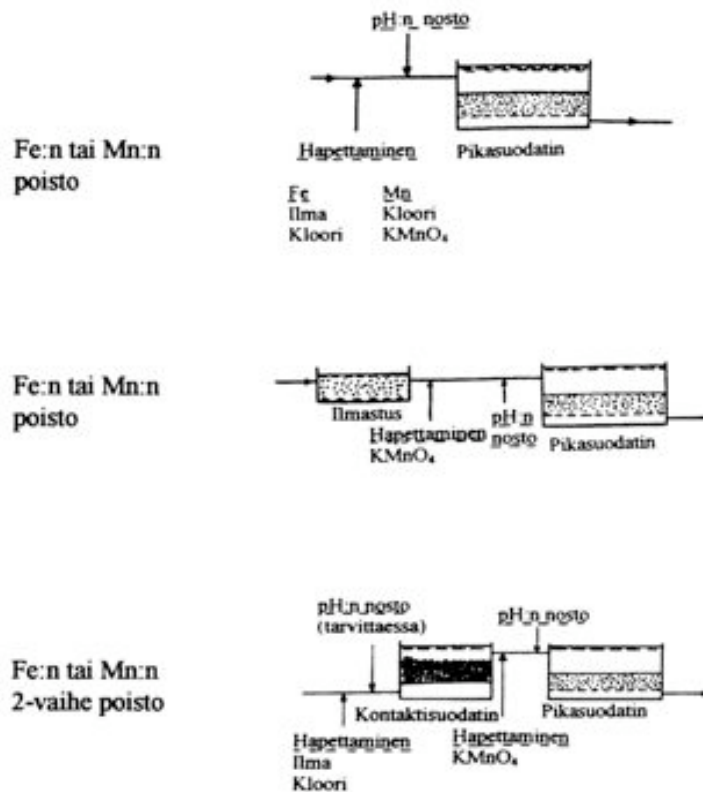 pH:n nosto
Fe:n tai Mn:n
poisto
Hapettaminen
Pikasuodatin
Fe
Mn
Ilma
Kloori
Kloori
KMnO₄
Fe:n tai Mn:n
poisto
Ilmastus
Hapettaminen
KMnO₄
pH:n
nosto
Pikasuodatin
pH:n nosto
(tarvittaessa)
pH:n nosto
Fe:n tai Mn:n
2-vaihe poisto
Kontaktisuodatin
Pikasuodatin
Hapettaminen
Ilma
Kloori
Hapettaminen
KMnO₄